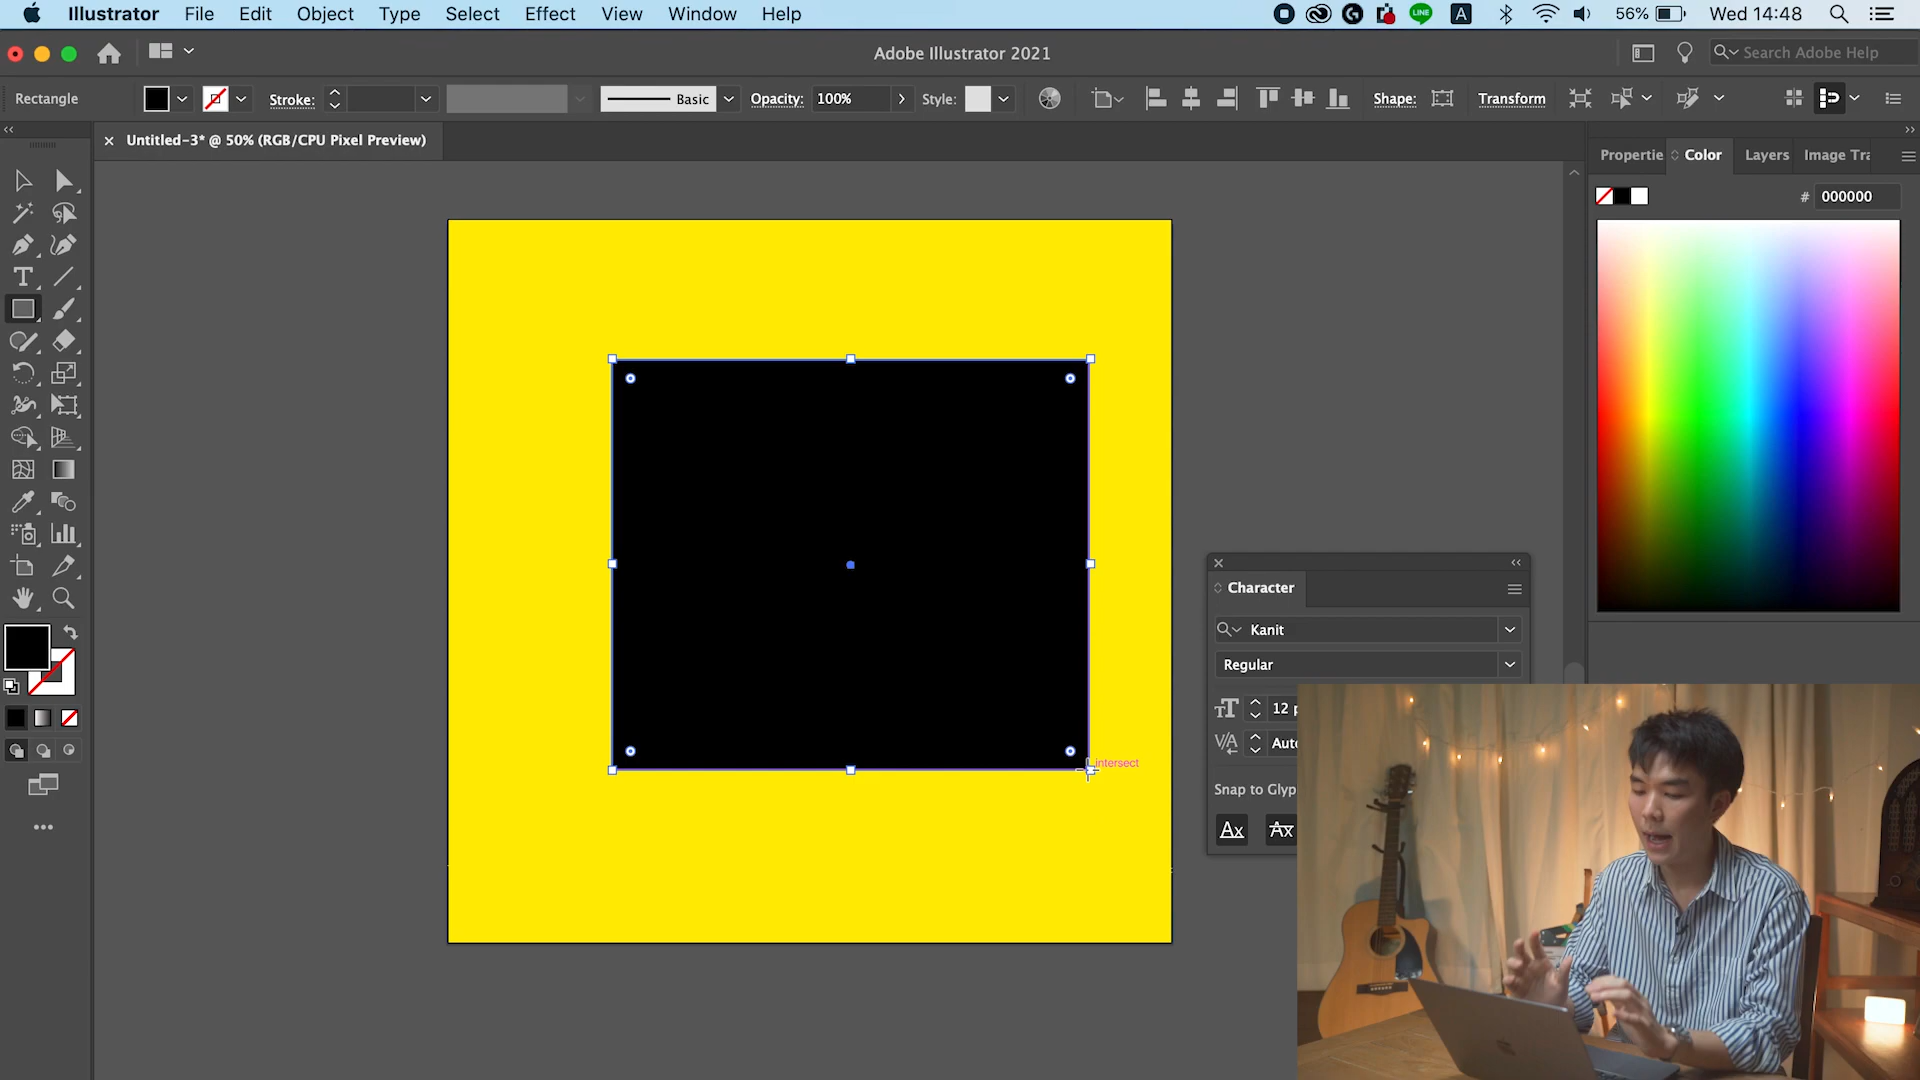 Illustrator File Edit Object Type Select Effect View Window Help
A
LINE
56%
Wed 14:48
Adobe Illustrator 2021
Search Adobe Help
Rectangle
Stroke:
Basic
Opacity: 100%
Style:
Shape:
Transform
Untitled-3* @ 50% (RGB/CPU Pixel Preview)
Propertie
Color
Layers
Image Tra
# 000000
intersect
Character
Kanit
Regular
12 p
Auto
Snap to Glyp
Ax